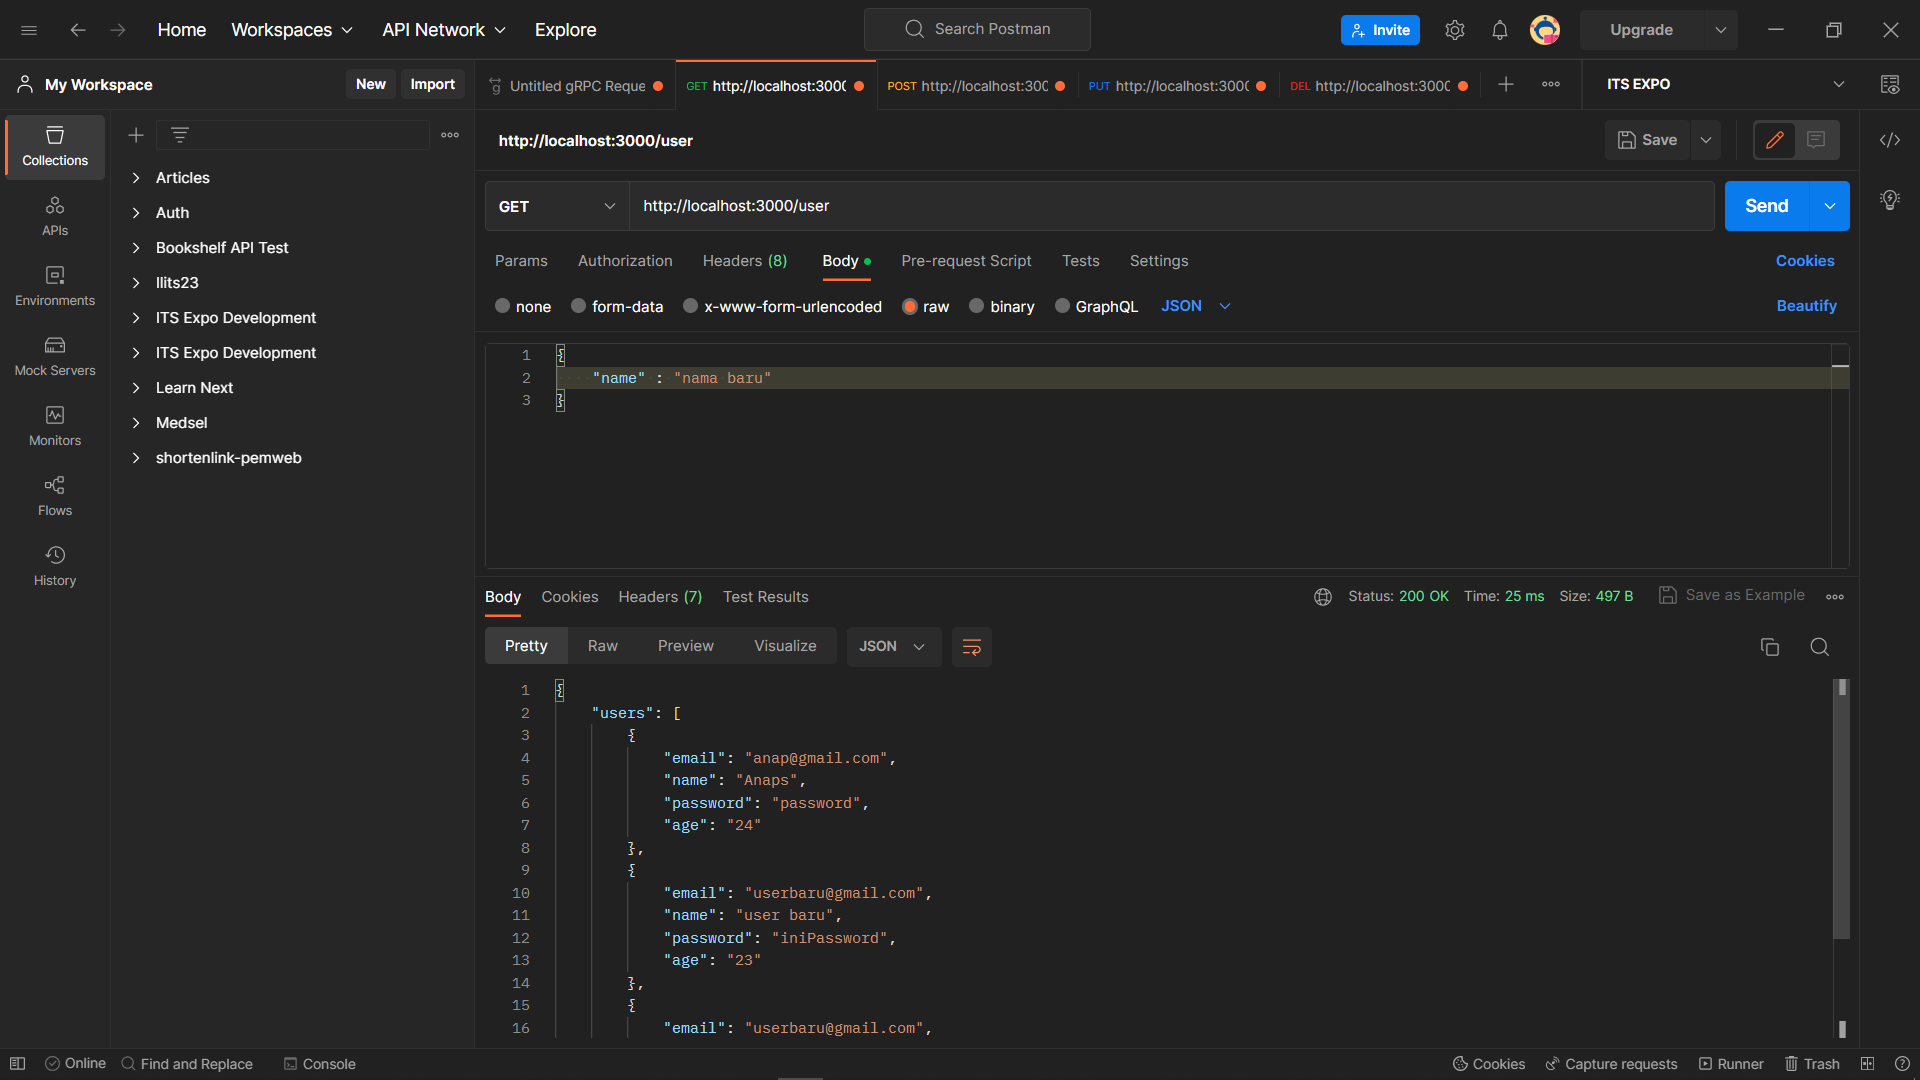 Home Workspaces API Network Explore Search Postman Invite Upgrade
My Workspace New Import
Untitled gRPC Reque GET http://localhost:3000 POST http://localhost:300 PUT http://localhost:3000 DEL http://localhost:3000 ITS EXPO
Collections
APIs
Environments
Mock Servers
Monitors
Flows
History
Articles
Auth
Bookshelf API Test
Ilits23
ITS Expo Development
ITS Expo Development
Learn Next
Medsel
shortenlink-pemweb
http://localhost:3000/user Save
GET http://localhost:3000/user Send
Params Authorization Headers (8) Body Pre-request Script Tests Settings Cookies
none form-data x-www-form-urlencoded raw binary GraphQL JSON Beautify
1 {
2 "name" : "nama baru"
3 }
Body Cookies Headers (7) Test Results Status: 200 OK Time: 25 ms Size: 497 B Save as Example
Pretty Raw Preview Visualize JSON
1 {
2 "users": [
3 {
4 "email": "anap@gmail.com",
5 "name": "Anaps",
6 "password": "password",
7 "age": "24"
8 },
9 {
10 "email": "userbaru@gmail.com",
11 "name": "user baru",
12 "password": "iniPassword",
13 "age": "23"
14 },
15 {
16 "email": "userbaru@gmail.com",
Online Find and Replace Console Cookies Capture requests Runner Trash